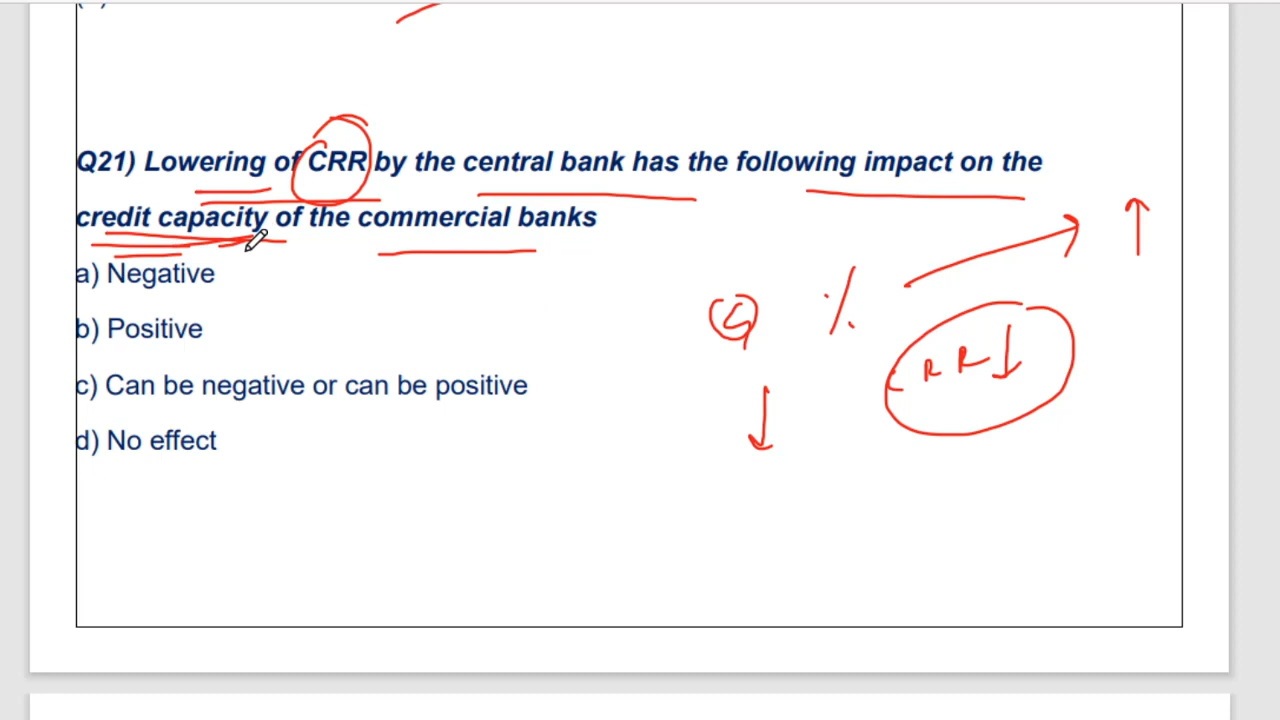 Q21) Lowering of CRR by the central bank has the following impact on the
credit capacity of the commercial banks
a) Negative
b) Positive
c) Can be negative or can be positive
d) No effect
%
CRR↓